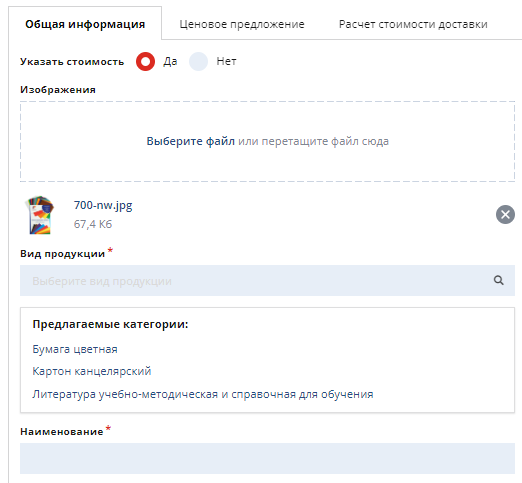 Общая информация
Ценовое предложение
Расчет стоимости доставки
Указать стоимость Да Нет
Изображения
Выберите файл или перетащите файл сюда
700-nw.jpg
67,4 Кб
Вид продукции *
Выберите вид продукции
Предлагаемые категории:
Бумага цветная
Картон канцелярский
Литература учебно-методическая и справочная для обучения
Наименование *